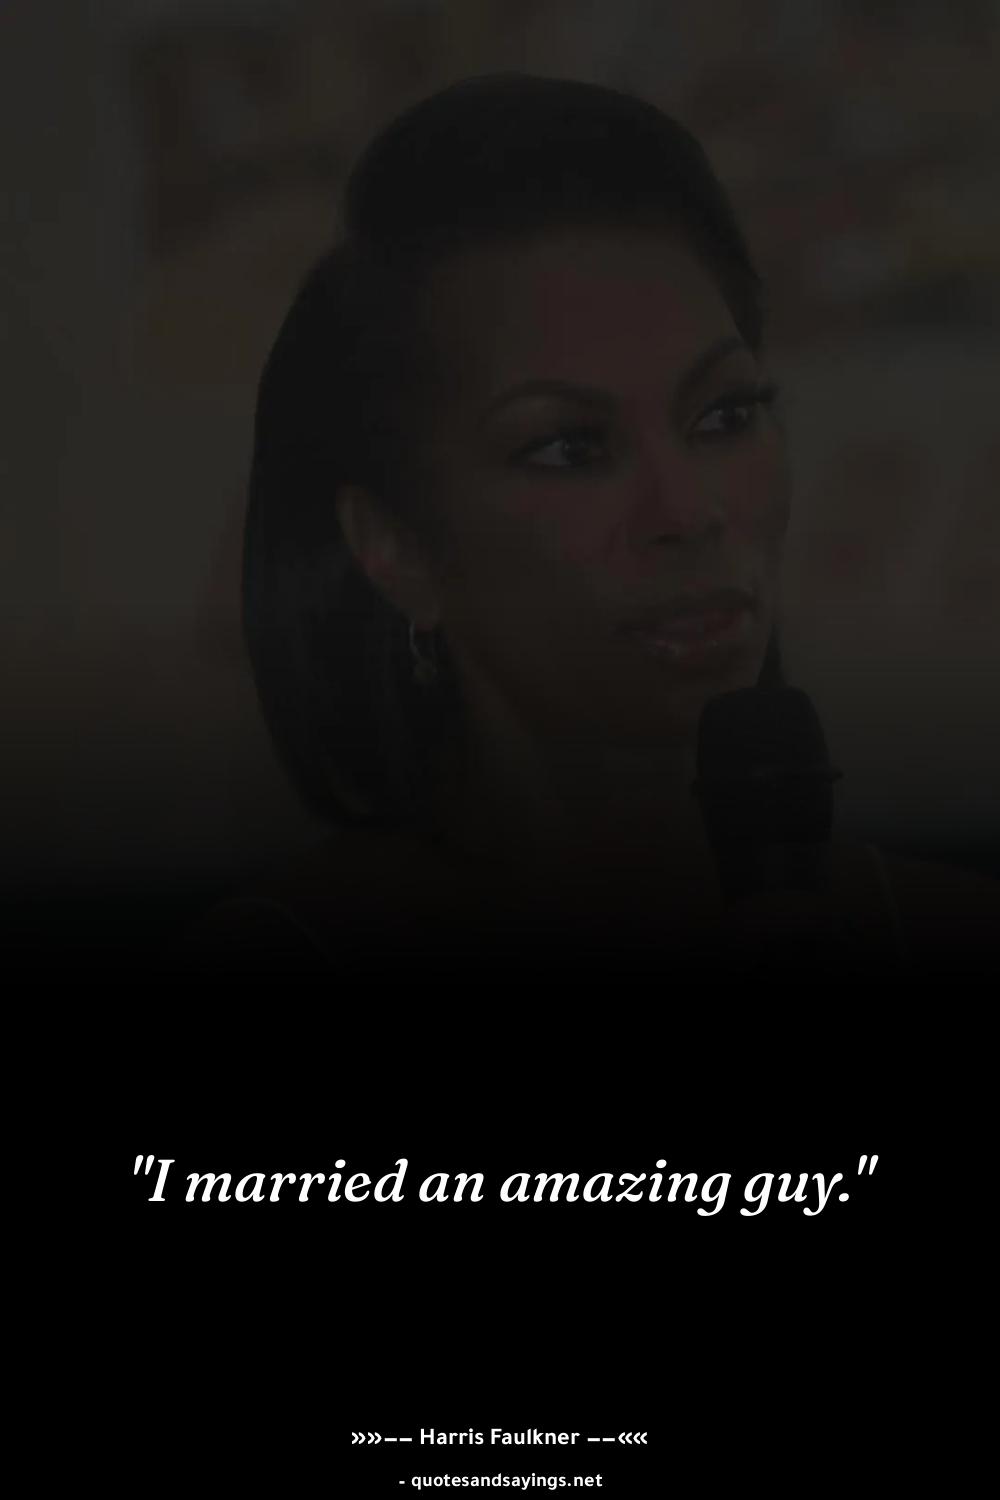 "I married an amazing guy."
»»–– Harris Faulkner ––««
- quotesandsayings.net